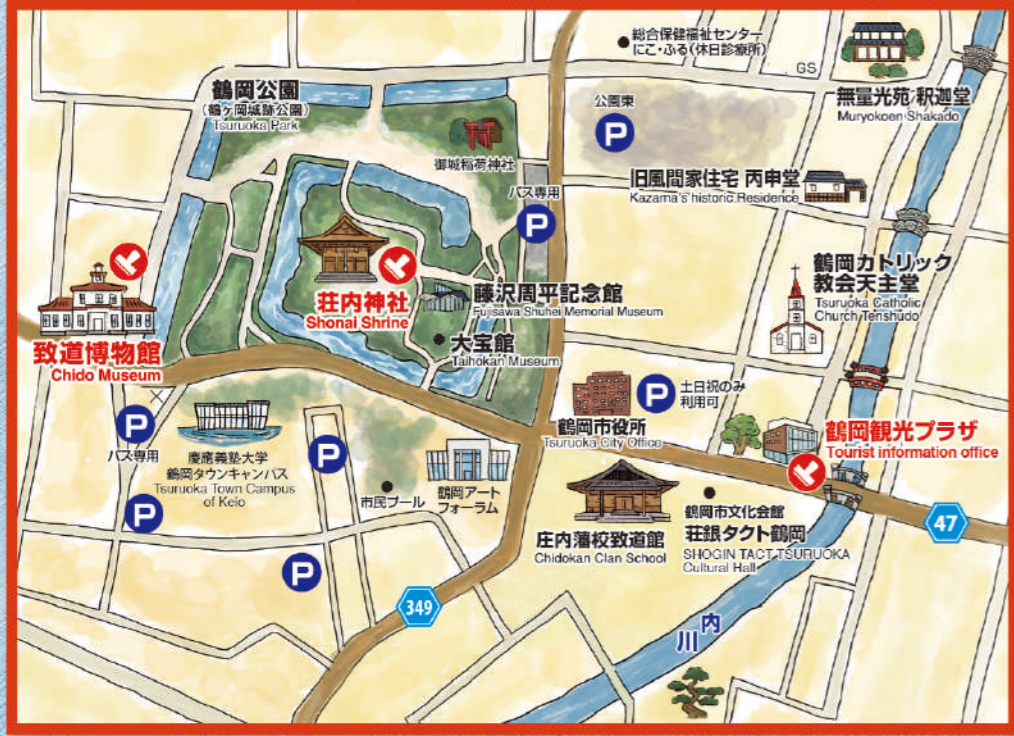 総合保健福祉センター
にこ・ふる(休日診療所)
GS
鶴岡公園
(鶴ヶ岡城跡公園)
Tsuruoka Park
公園東
P
無量光苑 釈迦堂
Muryokoen Shakado
御城稲荷神社
バス専用
P
旧風間家住宅 丙申堂
Kazama's historic Residence
鶴岡カトリック
教会天主堂
Tsuruoka Catholic
Church Tenshudo
荘内神社
Shonai Shrine
藤沢周平記念館
Fujisawa Shuhei Memorial Museum
大宝館
Taihokan Museum
致道博物館
Chido Museum
P
土日祝のみ
利用可
鶴岡市役所
Tsuruoka City Office
鶴岡観光プラザ
Tourist information office
P
バス専用
慶應義塾大学
鶴岡タウンキャンパス
Tsuruoka Town Campus
of Keio
P
市民プール
鶴岡アート
フォーラム
P
庄内藩校致道館
Chidokan Clan School
鶴岡市文化会館
荘銀タクト鶴岡
SHOGIN TACT TSURUOKA
Cultural Hall
47
P
349
内
川